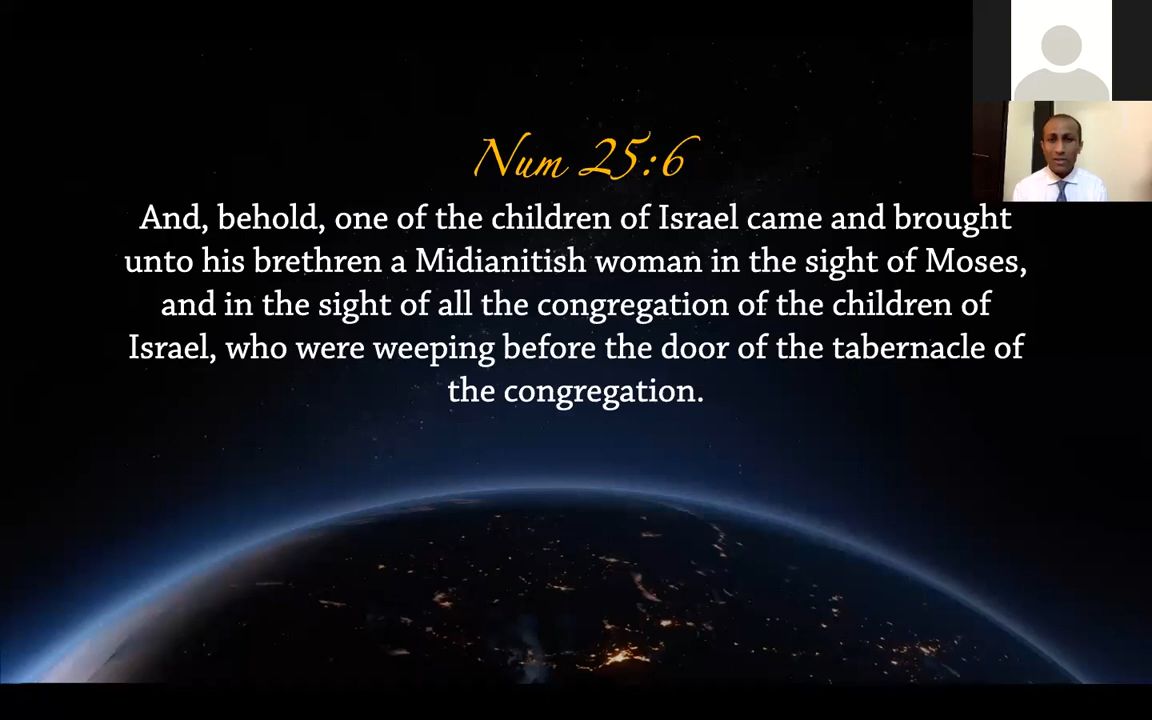 Num 25:6
And, behold, one of the children of Israel came and brought
unto his brethren a Midianitish woman in the sight of Moses,
and in the sight of all the congregation of the children of
Israel, who were weeping before the door of the tabernacle of
the congregation.